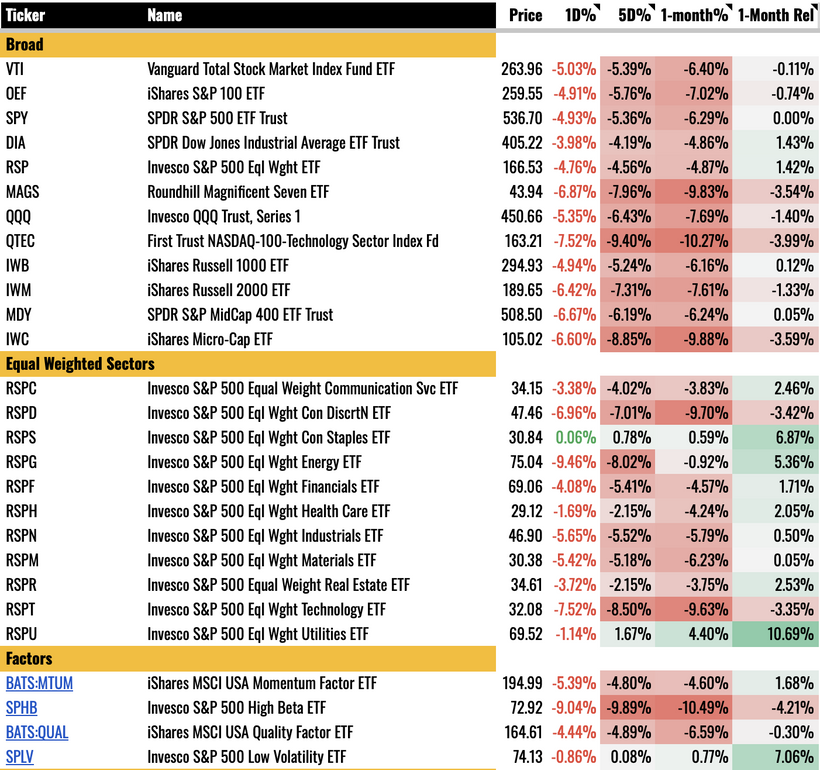 Ticker Name Price 1D% 5D% 1-month% 1-Month Rel
Broad
VTI Vanguard Total Stock Market Index Fund ETF 263.96 -5.03% -5.39% -6.40% -0.11%
OEF iShares S&P 100 ETF 259.55 -4.91% -5.76% -7.02% -0.74%
SPY SPDR S&P 500 ETF Trust 536.70 -4.93% -5.36% -6.29% 0.00%
DIA SPDR Dow Jones Industrial Average ETF Trust 405.22 -3.98% -4.19% -4.86% 1.43%
RSP Invesco S&P 500 Eql Wght ETF 166.53 -4.76% -4.56% -4.87% 1.42%
MAGS Roundhill Magnificent Seven ETF 43.94 -6.87% -7.96% -9.83% -3.54%
QQQ Invesco QQQ Trust, Series 1 450.66 -5.35% -6.43% -7.69% -1.40%
QTEC First Trust NASDAQ-100-Technology Sector Index Fd 163.21 -7.52% -9.40% -10.27% -3.99%
IWB iShares Russell 1000 ETF 294.93 -4.94% -5.24% -6.16% 0.12%
IWM iShares Russell 2000 ETF 189.65 -6.42% -7.31% -7.61% -1.33%
MDY SPDR S&P MidCap 400 ETF Trust 508.50 -6.67% -6.19% -6.24% 0.05%
IWC iShares Micro-Cap ETF 105.02 -6.60% -8.85% -9.88% -3.59%
Equal Weighted Sectors
RSPC Invesco S&P 500 Equal Weight Communication Svc ETF 34.15 -3.38% -4.02% -3.83% 2.46%
RSPD Invesco S&P 500 Eql Wght Con DiscrtN ETF 47.46 -6.96% -7.01% -9.70% -3.42%
RSPS Invesco S&P 500 Eql Wght Con Staples ETF 30.84 0.06% 0.78% 0.59% 6.87%
RSPG Invesco S&P 500 Eql Wght Energy ETF 75.04 -9.46% -8.02% -0.92% 5.36%
RSPF Invesco S&P 500 Eql Wght Financials ETF 69.06 -4.08% -5.41% -4.57% 1.71%
RSPH Invesco S&P 500 Eql Wght Health Care ETF 29.12 -1.69% -2.15% -4.24% 2.05%
RSPN Invesco S&P 500 Eql Wght Industrials ETF 46.90 -5.65% -5.52% -5.79% 0.50%
RSPM Invesco S&P 500 Eql Wght Materials ETF 30.38 -5.42% -5.18% -6.23% 0.05%
RSPR Invesco S&P 500 Equal Weight Real Estate ETF 34.61 -3.72% -2.15% -3.75% 2.53%
RSPT Invesco S&P 500 Eql Wght Technology ETF 32.08 -7.52% -8.50% -9.63% -3.35%
RSPU Invesco S&P 500 Eql Wght Utilities ETF 69.52 -1.14% 1.67% 4.40% 10.69%
Factors
BATS:MTUM iShares MSCI USA Momentum Factor ETF 194.99 -5.39% -4.80% -4.60% 1.68%
SPHB Invesco S&P 500 High Beta ETF 72.92 -9.04% -9.89% -10.49% -4.21%
BATS:QUAL iShares MSCI USA Quality Factor ETF 164.61 -4.44% -4.89% -6.59% -0.30%
SPLV Invesco S&P 500 Low Volatility ETF 74.13 -0.86% 0.08% 0.77% 7.06%